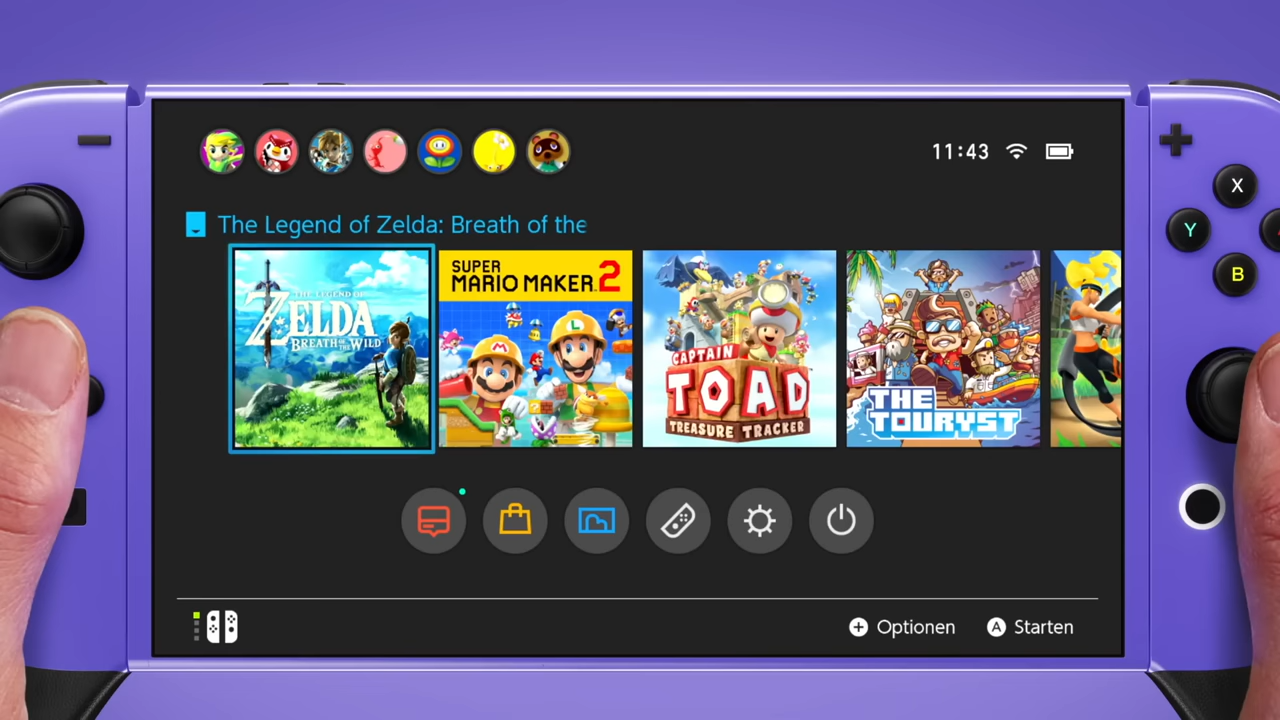 11:43
The Legend of Zelda: Breath of the
THE LEGEND OF
ZELDA
BREATH OF THE WILD
SUPER
MARIO MAKER 2
CAPTAIN
TOAD
TREASURE TRACKER
THE
TOURYST
X
Y
B
+ Optionen
A Starten